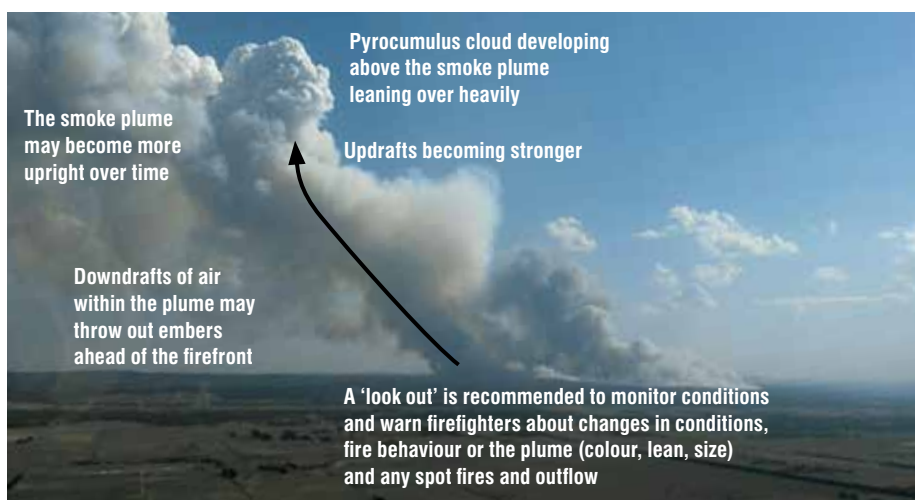 Pyrocumulus cloud developing
above the smoke plume
leaning over heavily
The smoke plume
may become more
upright over time
Updrafts becoming stronger
Downdrafts of air
within the plume may
throw out embers
ahead of the firefront
A ‘look out’ is recommended to monitor conditions
and warn firefighters about changes in conditions,
fire behaviour or the plume (colour, lean, size)
and any spot fires and outflow